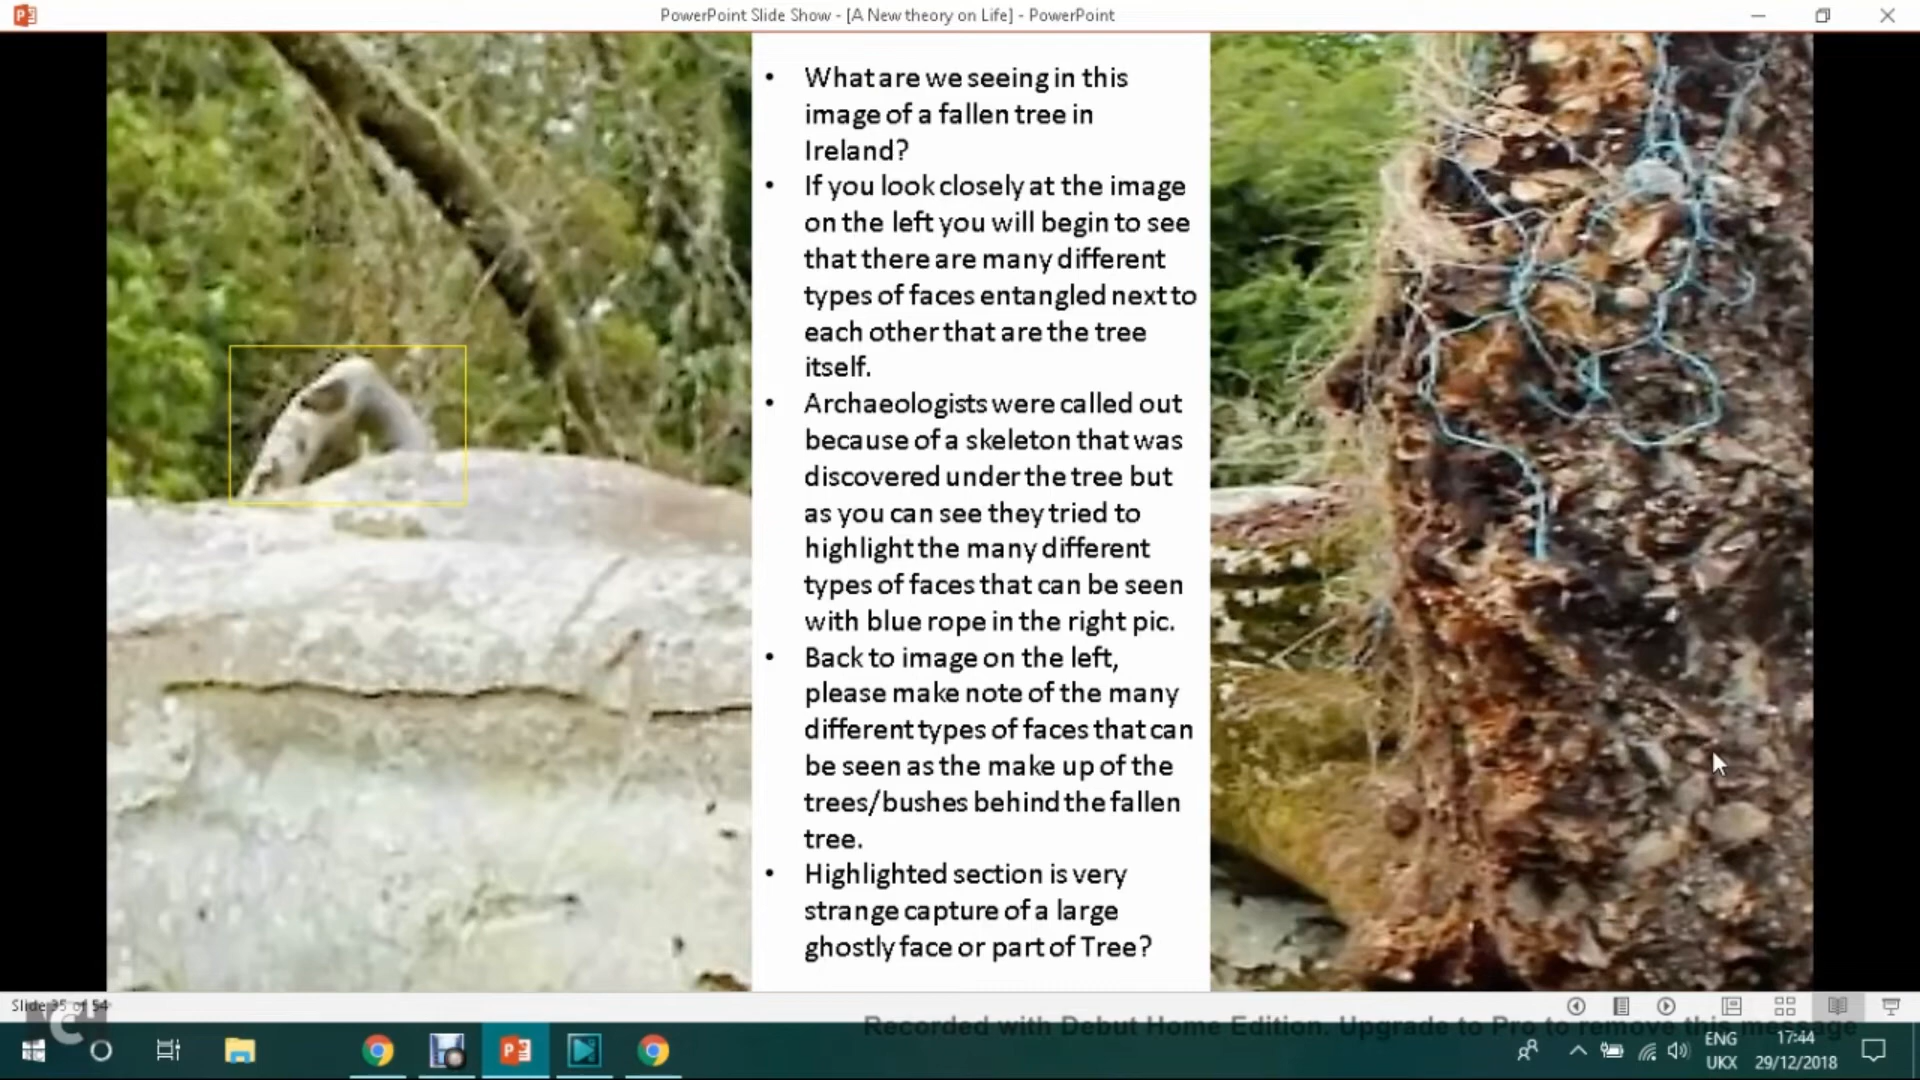 PowerPoint Slide Show - [A New theory on Life] - PowerPoint
• What are we seeing in this
image of a fallen tree in
Ireland?
• If you look closely at the image
on the left you will begin to see
that there are many different
types of faces entangled next to
each other that are the tree
itself.
• Archaeologists were called out
because of a skeleton that was
discovered under the tree but
as you can see they tried to
highlight the many different
types of faces that can be seen
with blue rope in the right pic.
• Back to image on the left,
please make note of the many
different types of faces that can
be seen as the make up of the
trees/bushes behind the fallen
tree.
• Highlighted section is very
strange capture of a large
ghostly face or part of Tree?
Slide 35 of 54
Recorded with Debut Home Edition. Upgrade to Pro to remove this message
ENG
UKX
17:44
29/12/2018